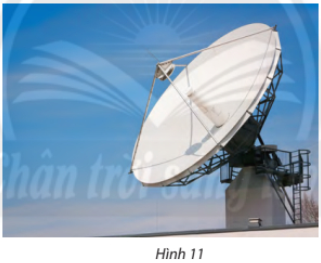 Chân trời sáng
Hình 11